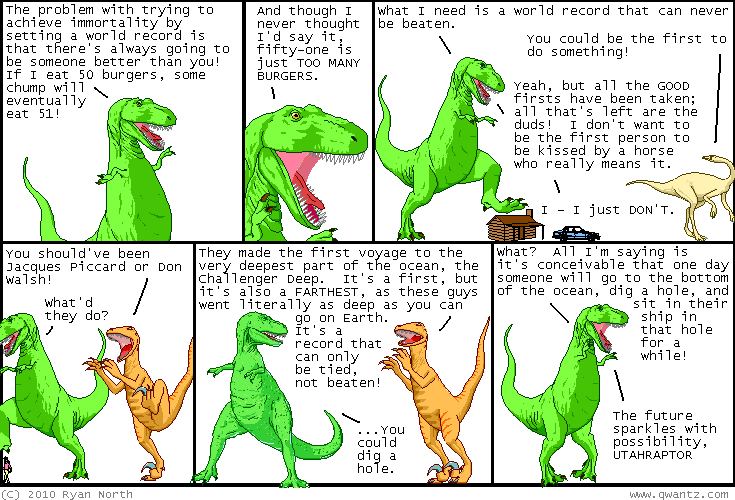 The problem with trying to
achieve immortality by
setting a world record is
that there's always going to
be someone better than you!
If I eat 50 burgers, some
chump will
eventually
eat 51!
And though I
never thought
I'd say it,
fifty-one is
just TOO MANY
BURGERS.
What I need is a world record that can never
be beaten.
You could be the first to
do something!
Yeah, but all the GOOD
firsts have been taken;
all that's left are the
duds! I don't want to
be the first person to
be kissed by a horse
who really means it.
I - I just DON'T.
You should've been
Jacques Piccard or Don
Walsh!
What'd
they do?
They made the first voyage to the
very deepest part of the ocean, the
Challenger Deep. It's a first, but
it's also a FARTHEST, as these guys
went literally as deep as you can
go on Earth.
It's a
record that
can only
be tied,
not beaten!
...You
could
dig a
hole.
What? All I'm saying is
it's conceivable that one day
someone will go to the bottom
of the ocean, dig a hole, and
sit in their
ship in
that hole
for a
while!
The future
sparkles with
possibility,
UTAHRAPTOR
(C) 2010 Ryan North
www.qwantz.com